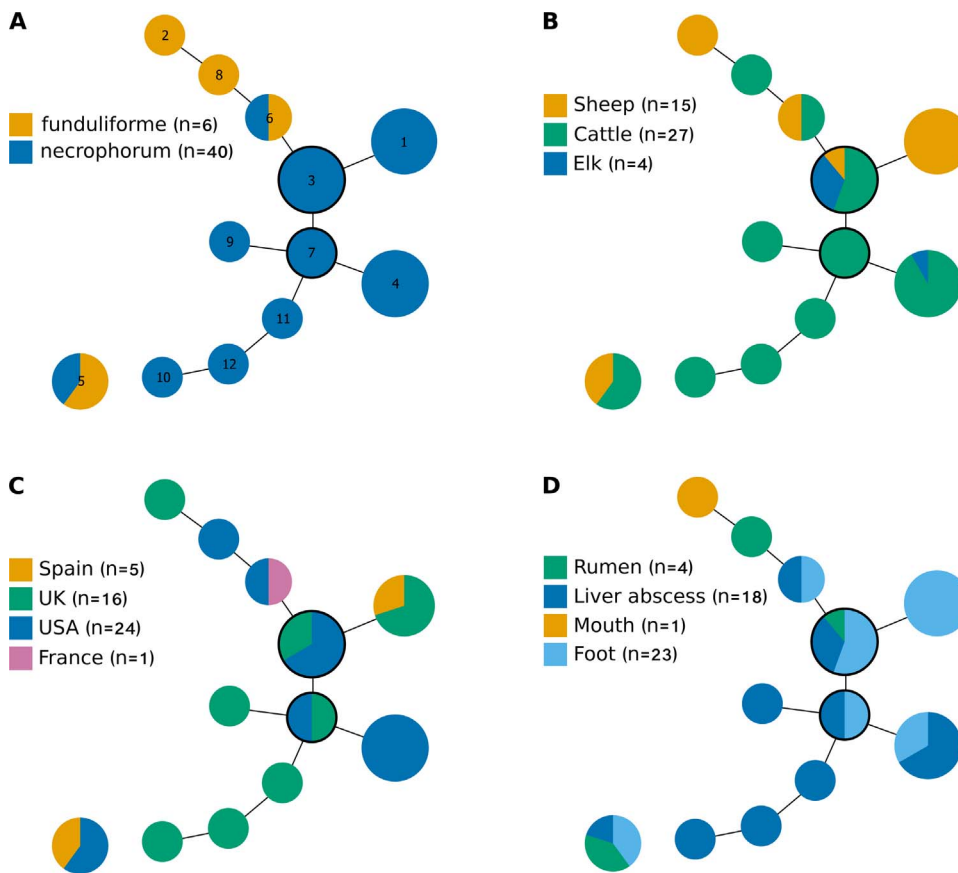 A
2
8
6
1
funduliforme (n=6)
necrophorum (n=40)
3
9
7
4
11
12
10
5
B
Sheep (n=15)
Cattle (n=27)
Elk (n=4)
C
Spain (n=5)
UK (n=16)
USA (n=24)
France (n=1)
D
Rumen (n=4)
Liver abscess (n=18)
Mouth (n=1)
Foot (n=23)